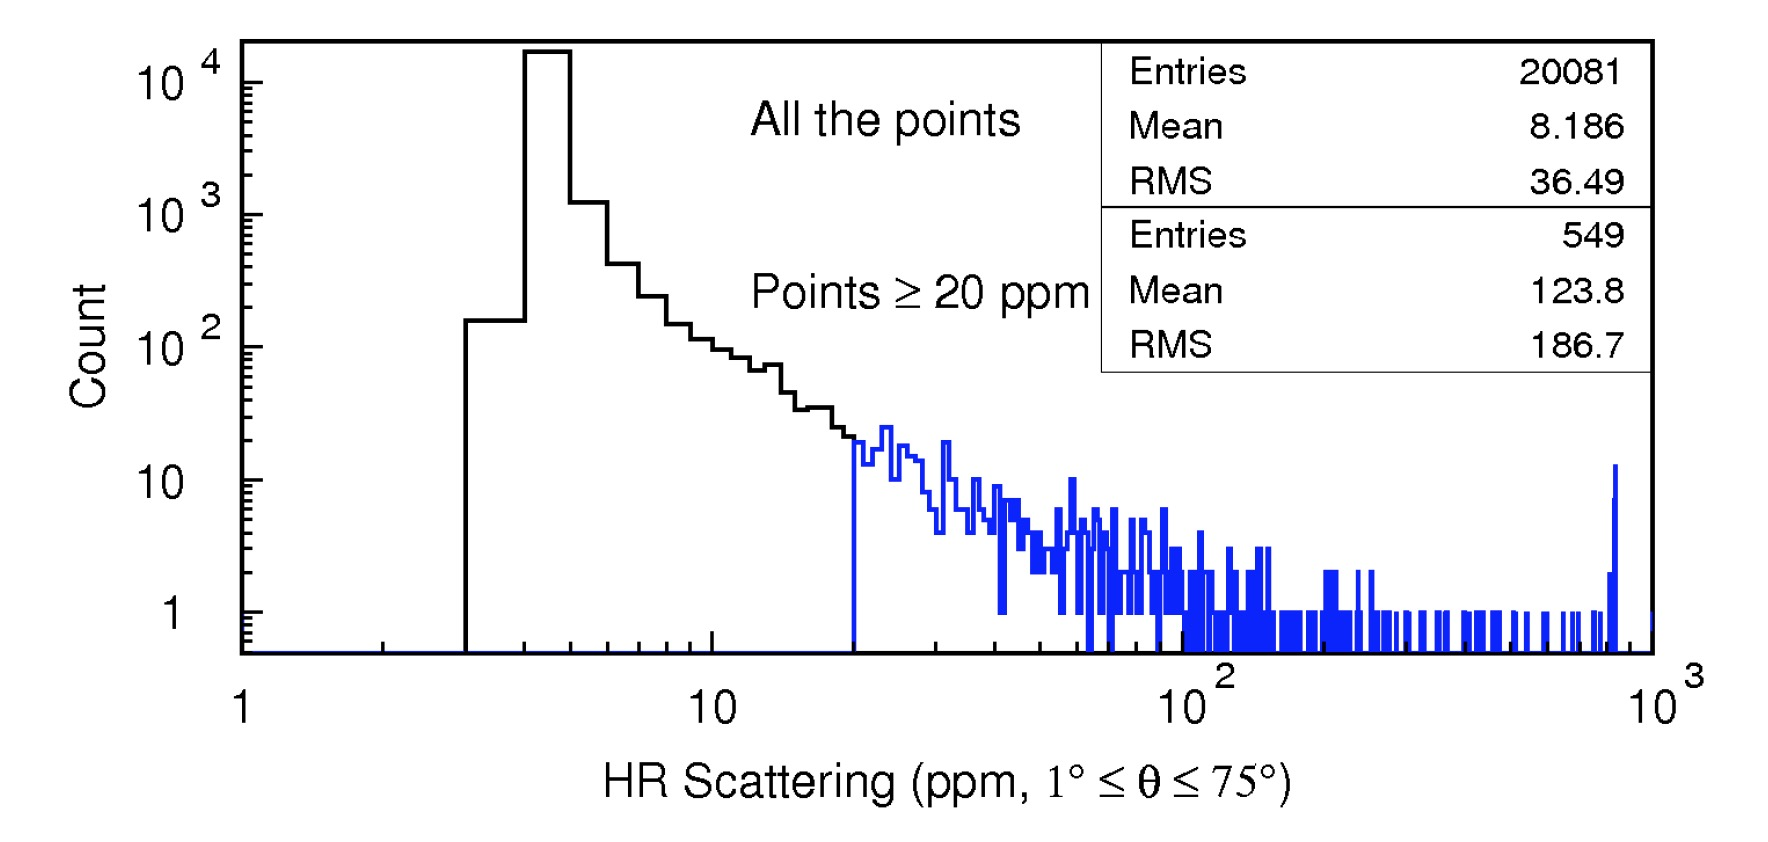 10 4
10 3
10 2
10
1
Count
All the points
Points ≥ 20 ppm
Entries 20081
Mean 8.186
RMS 36.49
Entries 549
Mean 123.8
RMS 186.7
1 10 10 2 10 3
HR Scattering (ppm, 1° ≤ θ ≤ 75°)